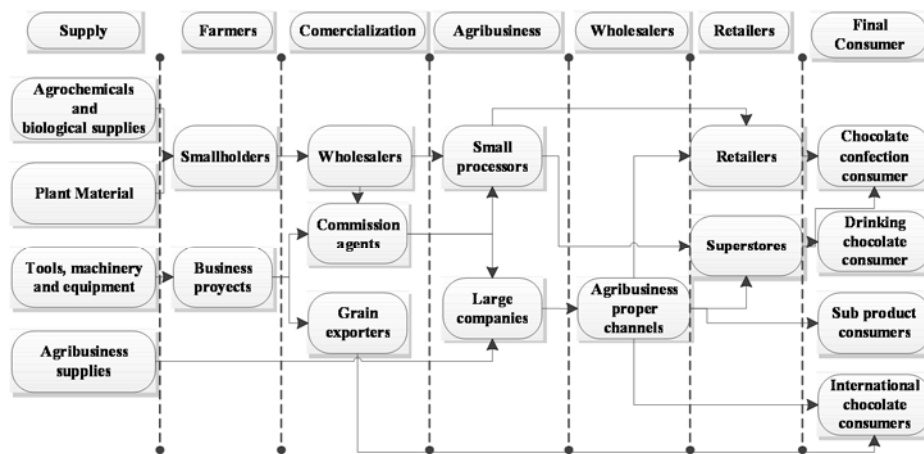 Supply
Farmers
Comercialization
Agribusiness
Wholesalers
Retailers
Final
Consumer
Agrochemicals
and
biological supplies
Plant Material
Tools, machinery
and equipment
Agribusiness
supplies
Smallholders
Business
proyects
Wholesalers
Commission
agents
Grain
exporters
Small
processors
Large
companies
Agribusiness
proper
channels
Retailers
Superstores
Chocolate
confection
consumer
Drinking
chocolate
consumer
Sub product
consumers
International
chocolate
consumers